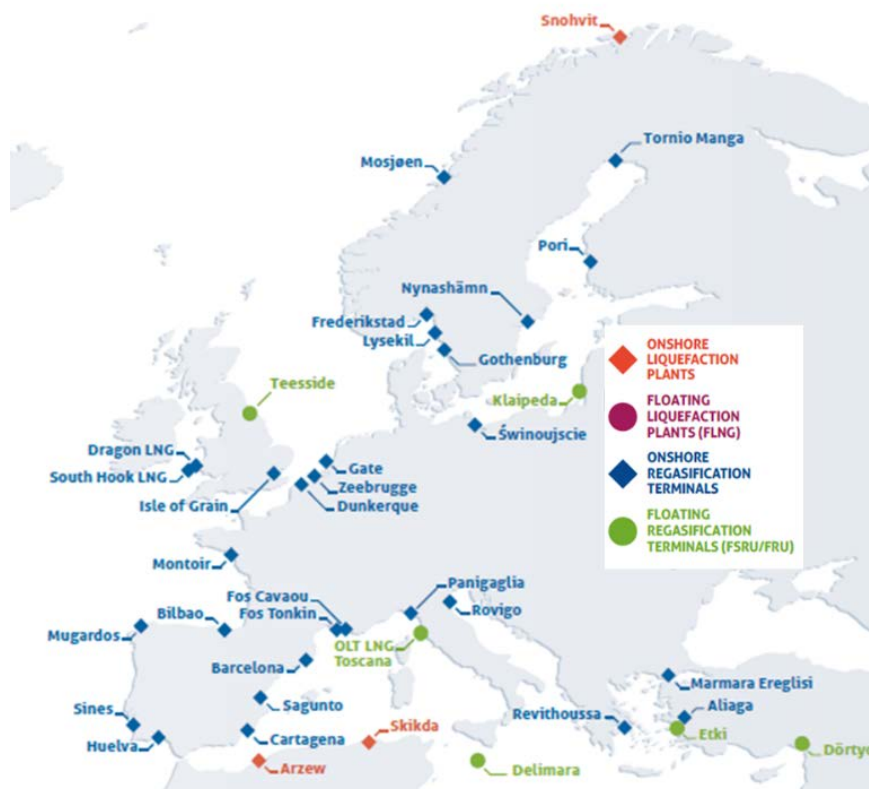 Snohvit
Tornio Manga
Mosjøen
Pori
Nynashämn
Frederikstad
Lysekil
Gothenburg
ONSHORE
LIQUEFACTION
PLANTS
FLOATING
LIQUEFACTION
PLANTS (FLNG)
ONSHORE
REGASIFICATION
TERMINALS
FLOATING
REGASIFICATION
TERMINALS (FSRU/FRU)
Teesside
Klaipeda
Świnoujscie
Dragon LNG
South Hook LNG
Isle of Grain
Gate
Zeebrugge
Dunkerque
Montoir
Fos Cavaou
Fos Tonkin
Panigaglia
Rovigo
Bilbao
Mugardos
OLT LNG
Toscana
Barcelona
Marmara Ereglisi
Sagunto
Sines
Huelva
Cartagena
Skikda
Arzew
Revithoussa
Aliaga
Etki
Delimara
Dörtyo